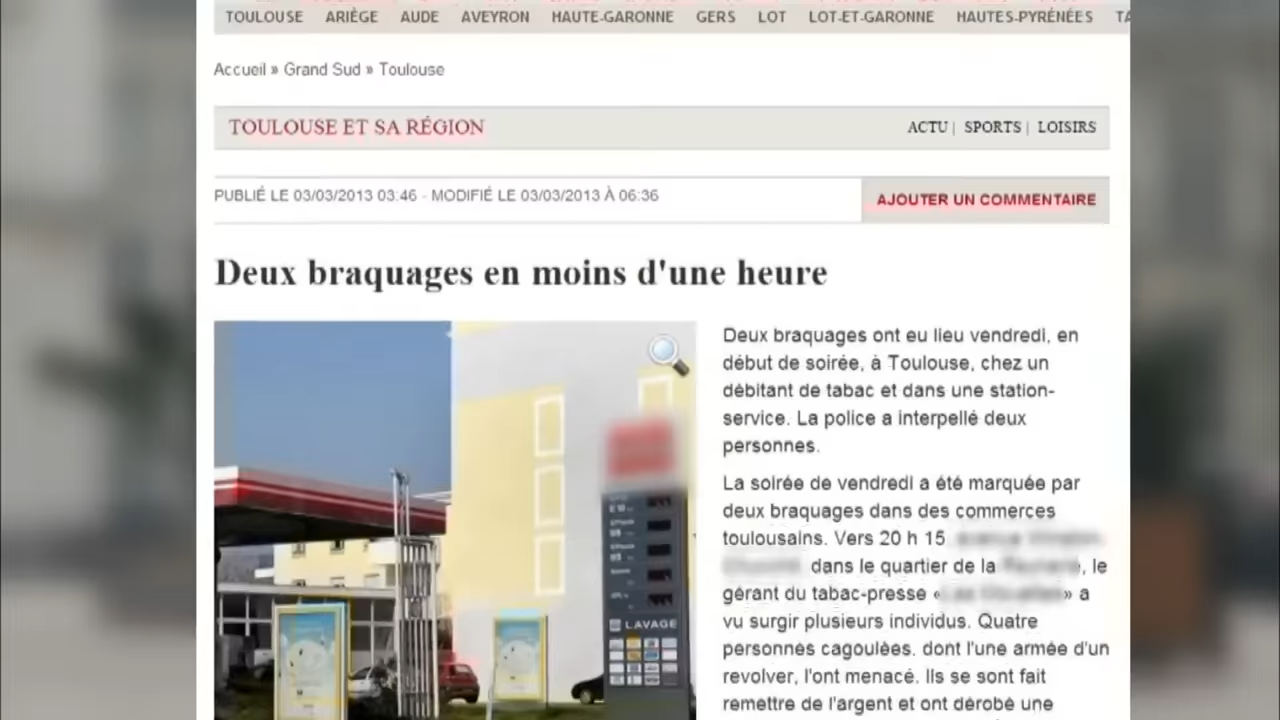 TOULOUSE ARIÈGE AUDE AVEYRON HAUTE-GARONNE GERS LOT LOT-ET-GARONNE HAUTES-PYRÉNÉES TA
Accueil » Grand Sud » Toulouse
TOULOUSE ET SA RÉGION
ACTU | SPORTS | LOISIRS
PUBLIÉ LE 03/03/2013 03:46 - MODIFIÉ LE 03/03/2013 À 06:36
AJOUTER UN COMMENTAIRE
Deux braquages en moins d'une heure
Deux braquages ont eu lieu vendredi, en
début de soirée, à Toulouse, chez un
débitant de tabac et dans une station-
service. La police a interpellé deux
personnes.
La soirée de vendredi a été marquée par
deux braquages dans des commerces
toulousains. Vers 20 h 15
dans le quartier de la , le
gérant du tabac-presse « » a
vu surgir plusieurs individus. Quatre
personnes cagoulées. dont l'une armée d'un
revolver, l'ont menacé. Ils se sont fait
remettre de l'argent et ont dérobé une
LAVAGE